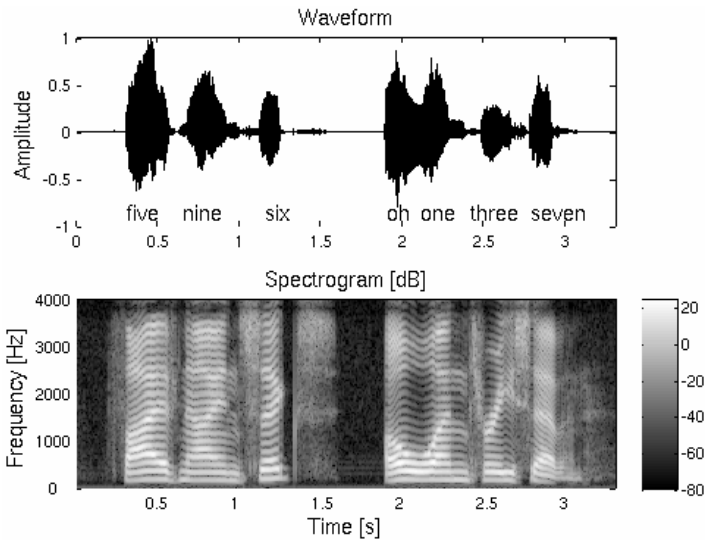 Waveform
1
0.5
0
-0.5
-1
Amplitude
five nine six oh one three seven
0 0.5 1 1.5 2 2.5 3
Spectrogram [dB]
4000
3000
2000
1000
0
Frequency [Hz]
0.5 1 1.5 2 2.5 3
Time [s]
20
0
-20
-40
-60
-80